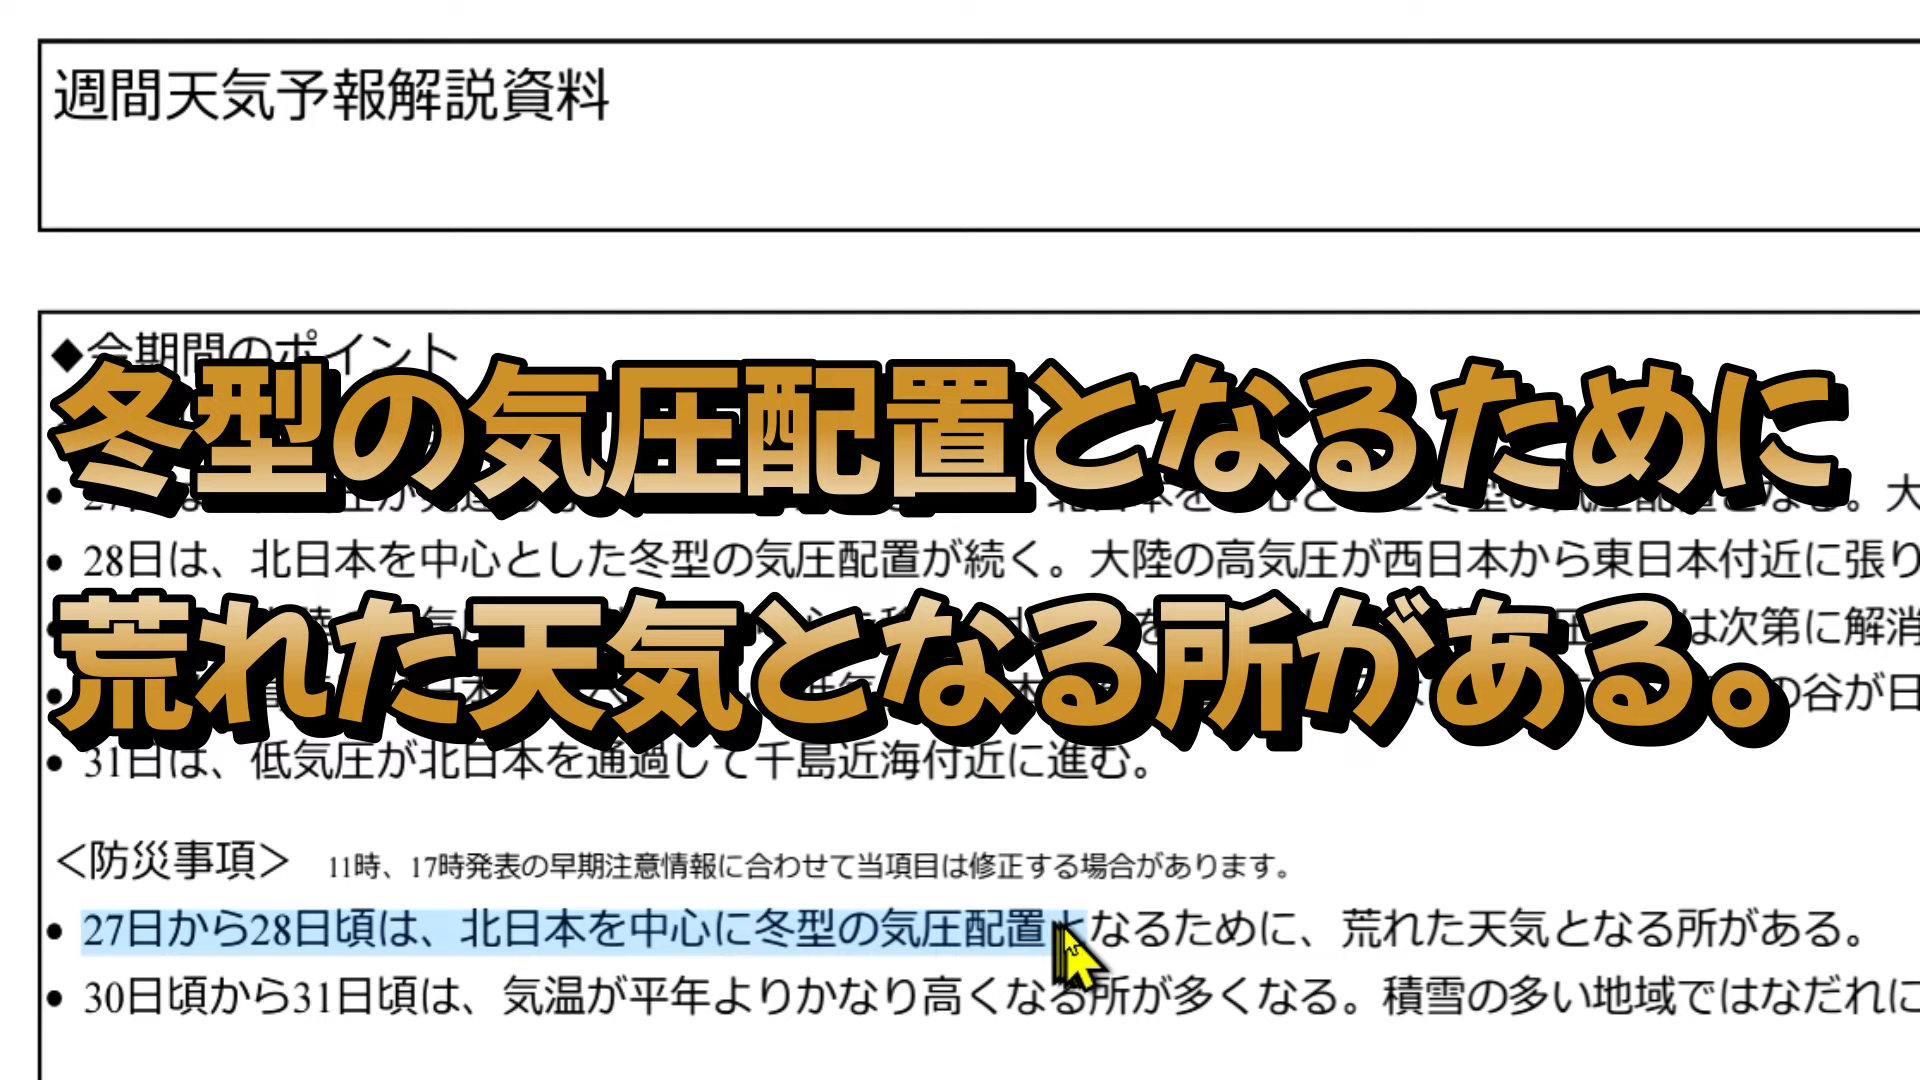 週間天気予報解説資料
◆今期間のポイント
冬型の気圧配置となるために
。大
28日は、北日本を中心とした冬型の気圧配置が続く。大陸の高気圧が西日本から東日本付近に張り
は次第に解消
荒れた天気となる所がある。
の谷が日
31日は、低気圧が北日本を通過して千島近海付近に進む。
＜防災事項＞ 11時、17時発表の早期注意情報に合わせて当項目は修正する場合があります。
27日から28日頃は、北日本を中心に冬型の気圧配置となるために、荒れた天気となる所がある。
30日頃から31日頃は、気温が平年よりかなり高くなる所が多くなる。積雪の多い地域ではなだれに